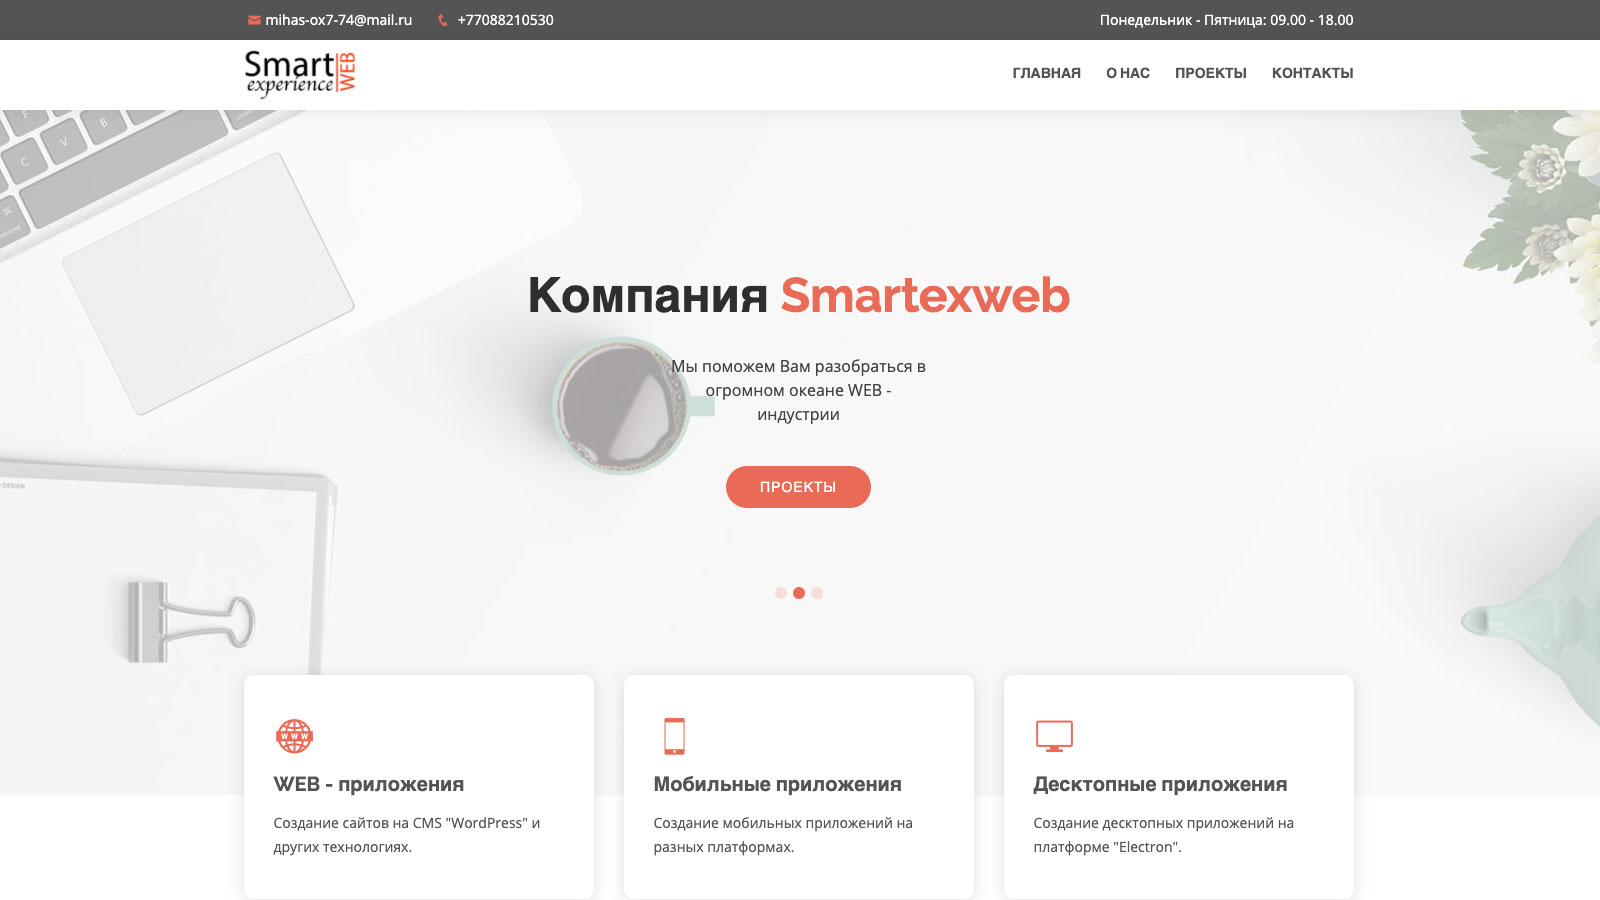 mihas-ox7-74@mail.ru +77088210530 Понедельник - Пятница: 09.00 - 18.00
Smart WEB
experience
ГЛАВНАЯ О НАС ПРОЕКТЫ КОНТАКТЫ
F
V
B
C
DESIGN
Компания Smartexweb
Мы поможем Вам разобраться в
огромном океане WEB -
индустрии
ПРОЕКТЫ
WWW
WEB - приложения
Создание сайтов на CMS "WordPress" и
других технологиях.
Мобильные приложения
Создание мобильных приложений на
разных платформах.
Десктопные приложения
Создание десктопных приложений на
платформе "Electron".